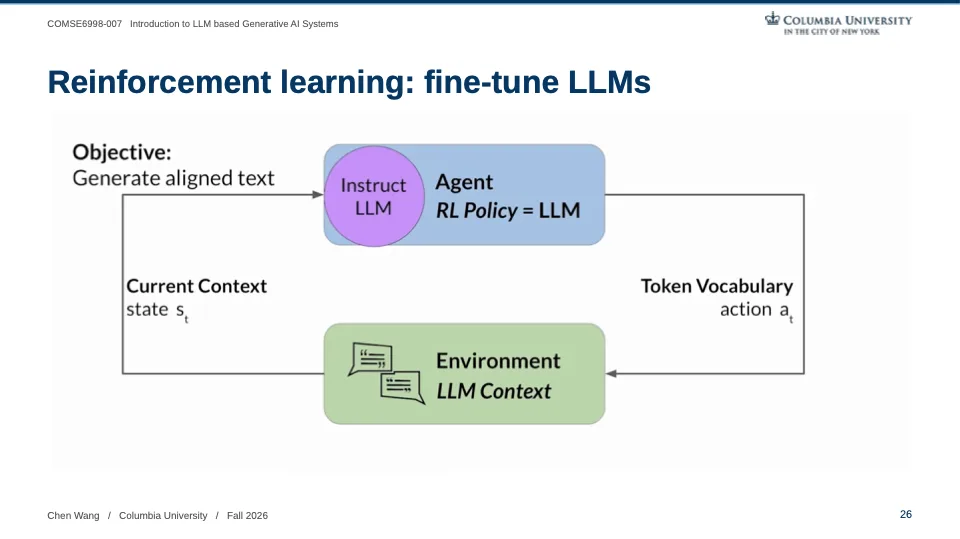 COMSE6998-007 Introduction to LLM based Generative AI Systems
COLUMBIA UNIVERSITY
IN THE CITY OF NEW YORK
Reinforcement learning: fine-tune LLMs
Objective:
Generate aligned text
Instruct
LLM
Agent
RL Policy = LLM
Current Context
state s_t
Token Vocabulary
action a_t
Environment
LLM Context
Chen Wang / Columbia University / Fall 2026
26